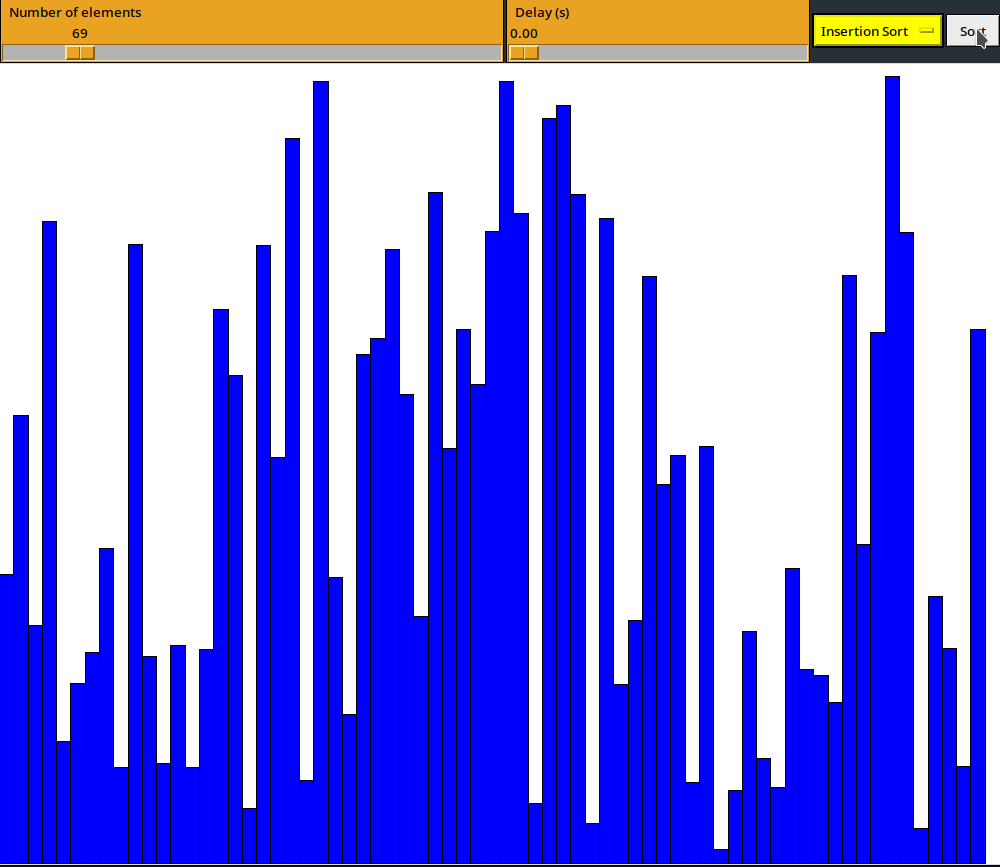 Number of elements
69
Delay (s)
0.00
Insertion Sort
Sort